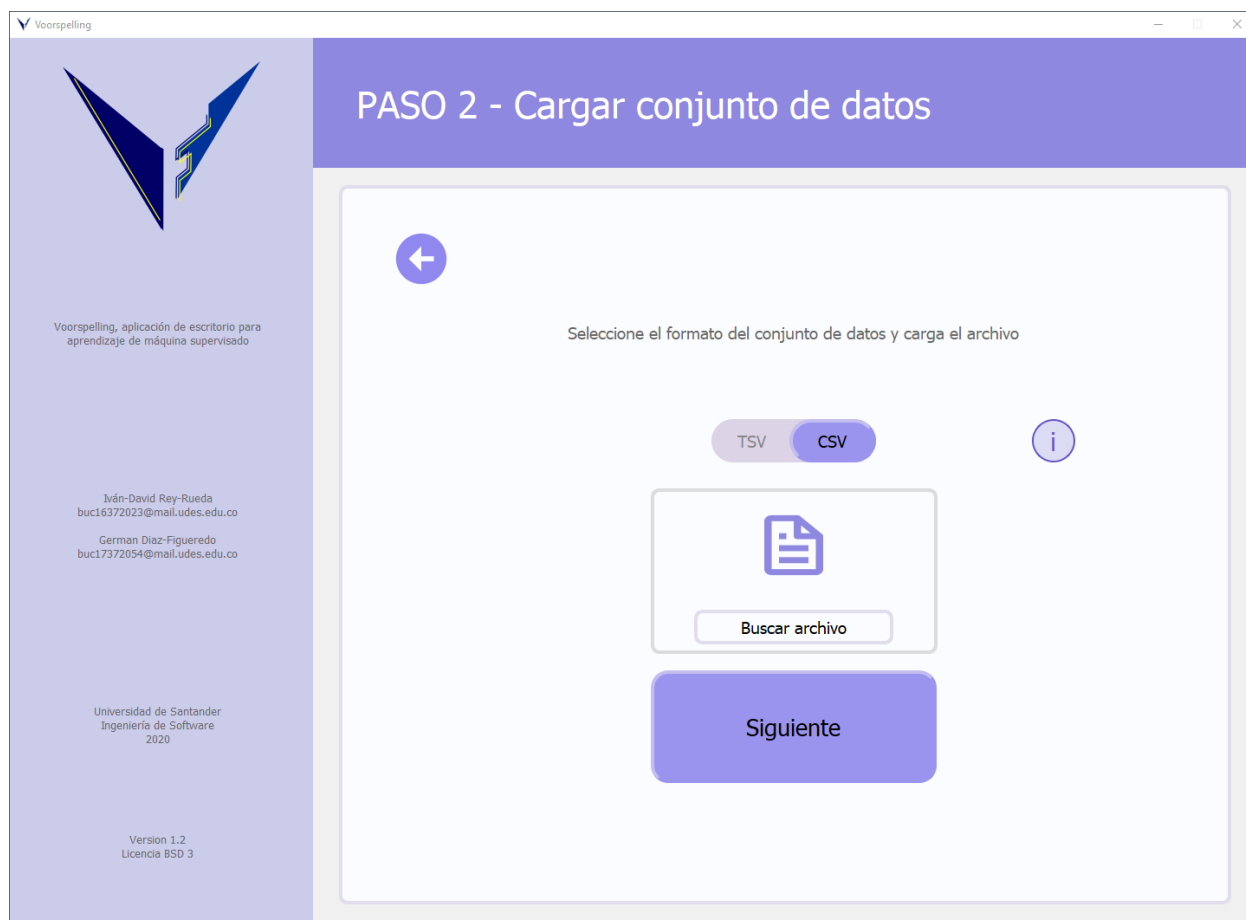 Voorspelling
PASO 2 - Cargar conjunto de datos
Voorspelling, aplicación de escritorio para
aprendizaje de máquina supervisado
Iván-David Rey-Rueda
buc16372023@mail.udes.edu.co
German Diaz-Figueredo
buc17372054@mail.udes.edu.co
Universidad de Santander
Ingeniería de Software
2020
Version 1.2
Licencia BSD 3
Seleccione el formato del conjunto de datos y carga el archivo
TSV CSV
i
Buscar archivo
Siguiente